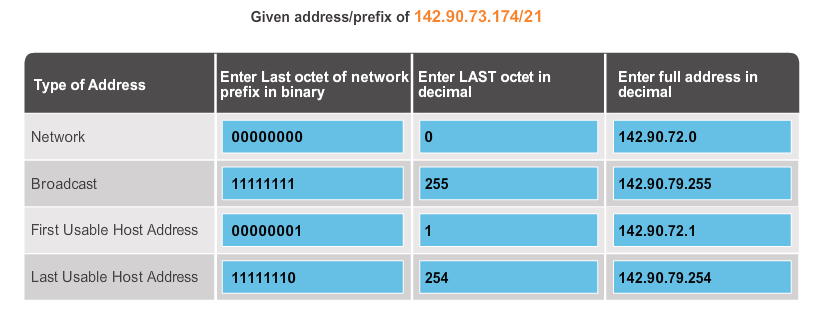 Given address/prefix of 142.90.73.174/21
Type of Address
Enter Last octet of network
prefix in binary
Enter LAST octet in
decimal
Enter full address in
decimal
Network
00000000
0
142.90.72.0
Broadcast
11111111
255
142.90.79.255
First Usable Host Address
00000001
1
142.90.72.1
Last Usable Host Address
11111110
254
142.90.79.254